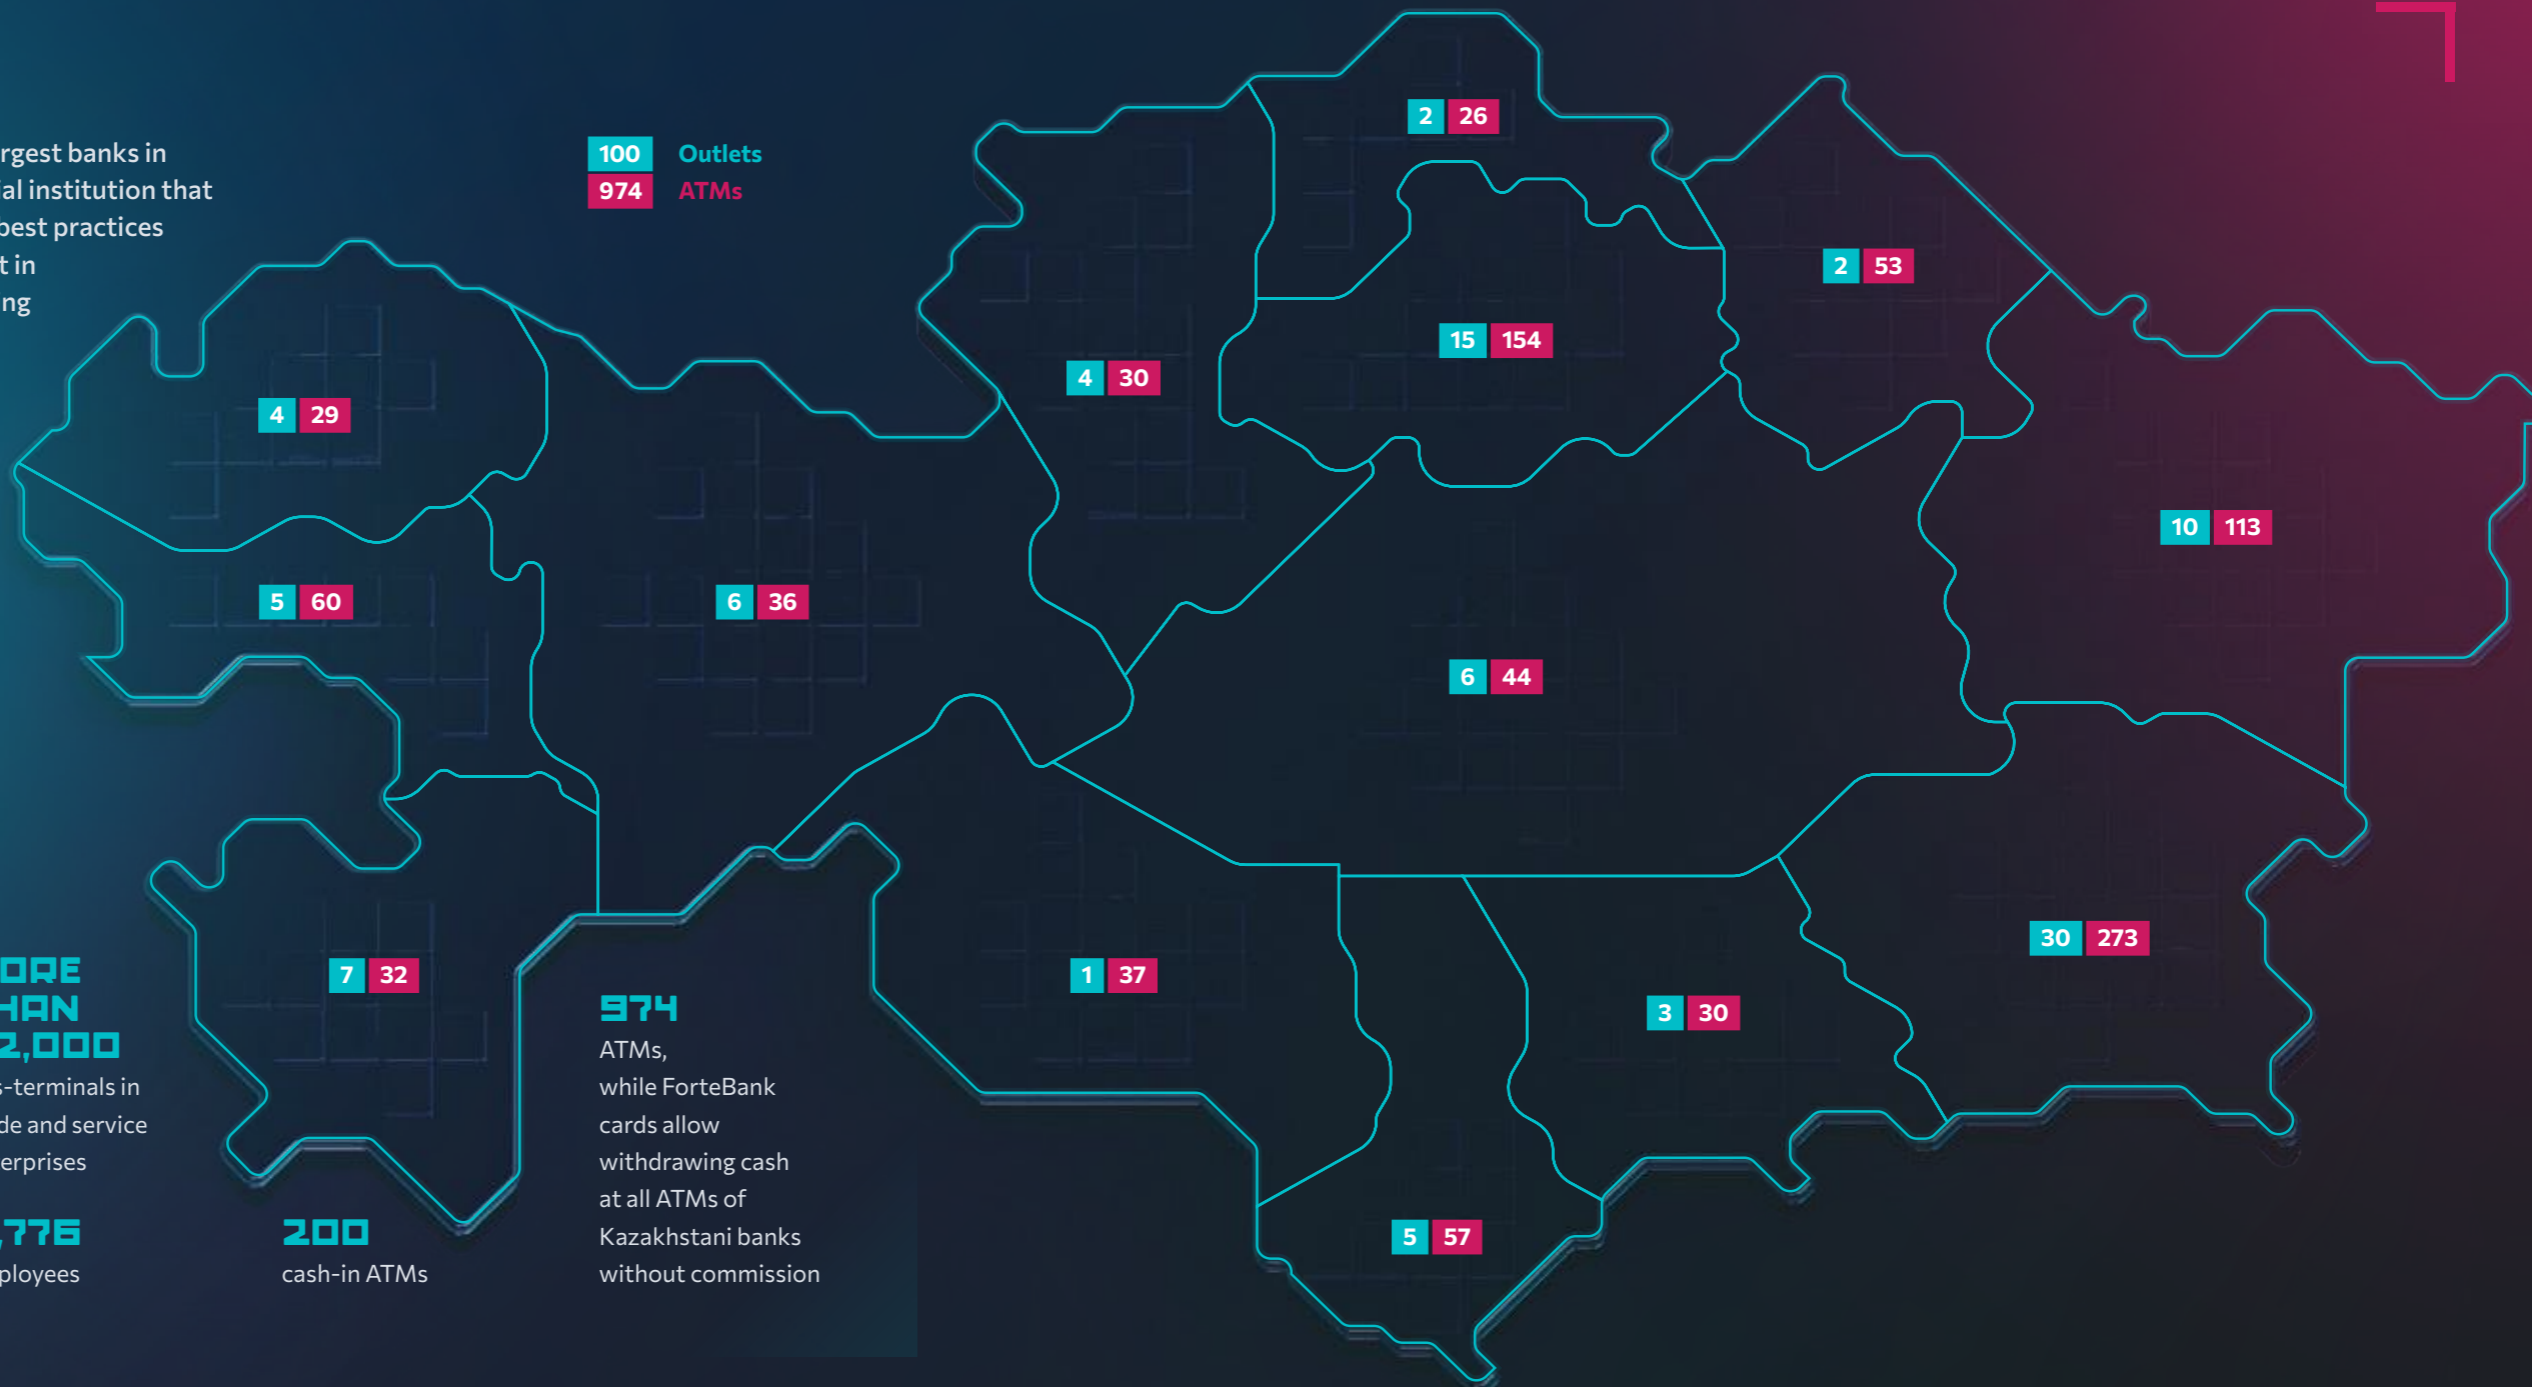 rgest banks in
ial institution that
best practices
t in
ng
100 Outlets
974 ATMs
2 26
2 53
15 154
4 30
4 29
10 113
5 60
6 36
6 44
30 273
7 32
1 37
3 30
5 57
ORE
HAN
2,000
s-terminals in
de and service
erprises
,776
ployees
200
cash-in ATMs
974
ATMs,
while ForteBank
cards allow
withdrawing cash
at all ATMs of
Kazakhstani banks
without commission